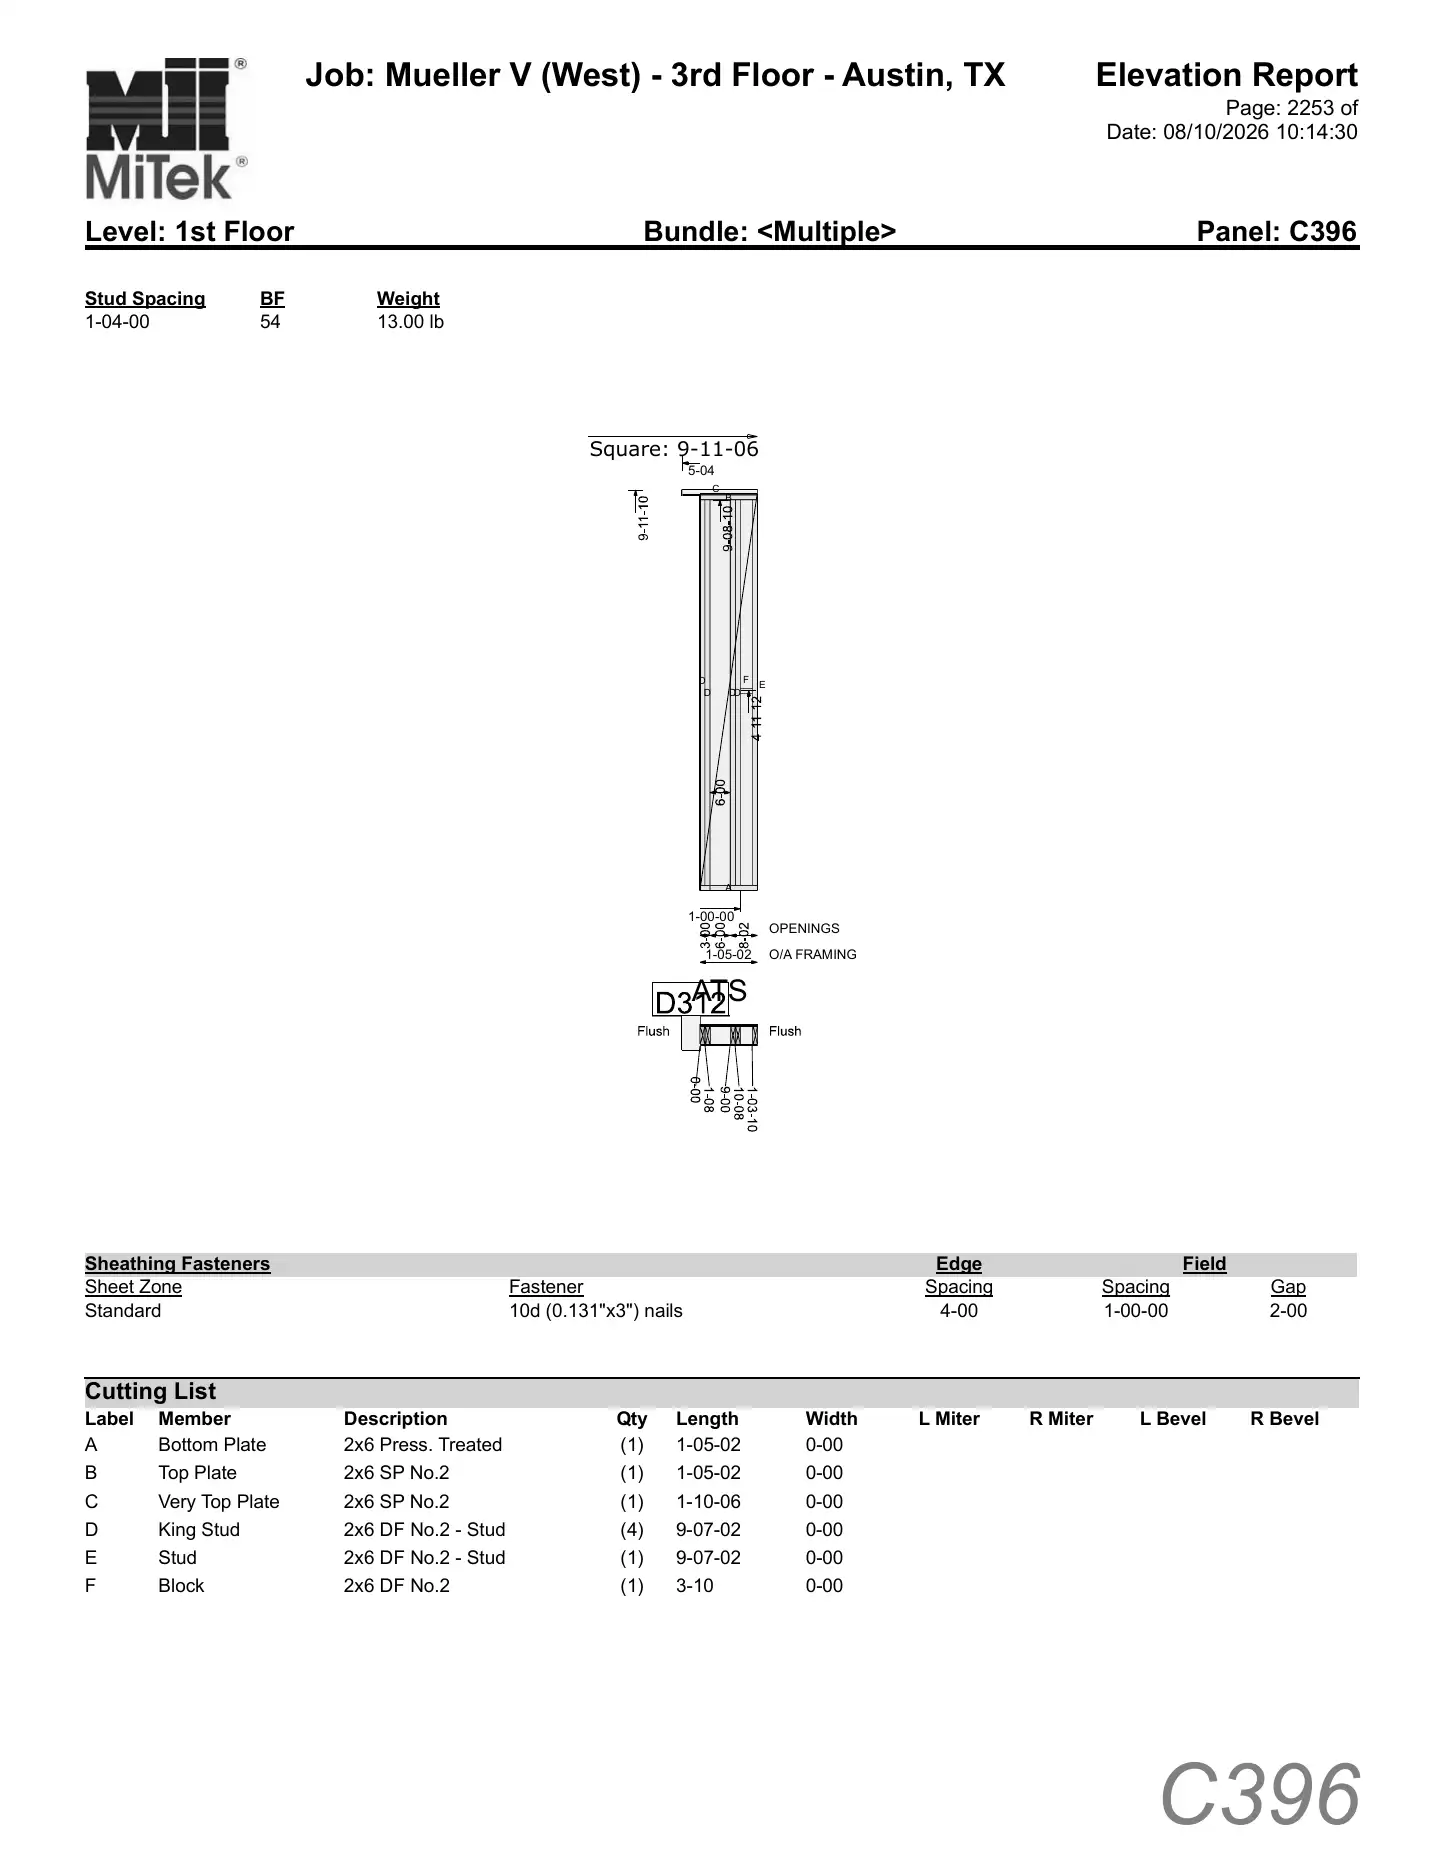 Job: Mueller V (West) - 3rd Floor - Austin, TX
Elevation Report
Page: 2253 of
Date: 08/10/2026 10:14:30
MiTek®
Level: 1st Floor Bundle: <Multiple> Panel: C396
Stud Spacing BF Weight
1-04-00 54 13.00 lb
Square: 9-11-06
5-04
C
B
9-11-10
9-08-10
D
D
D
D
F
E
4-11-12
6-00
A
1-00-00
3-00
6-00
8-02
OPENINGS
1-05-02 O/A FRAMING
ATS
D312
Flush Flush
0-00
1-08
9-00
10-08
1-03-10
Sheathing Fasteners Edge Field
Sheet Zone Fastener Spacing Spacing Gap
Standard 10d (0.131"x3") nails 4-00 1-00-00 2-00
Cutting List
Label Member Description Qty Length Width L Miter R Miter L Bevel R Bevel
A Bottom Plate 2x6 Press. Treated (1) 1-05-02 0-00
B Top Plate 2x6 SP No.2 (1) 1-05-02 0-00
C Very Top Plate 2x6 SP No.2 (1) 1-10-06 0-00
D King Stud 2x6 DF No.2 - Stud (4) 9-07-02 0-00
E Stud 2x6 DF No.2 - Stud (1) 9-07-02 0-00
F Block 2x6 DF No.2 (1) 3-10 0-00
C396